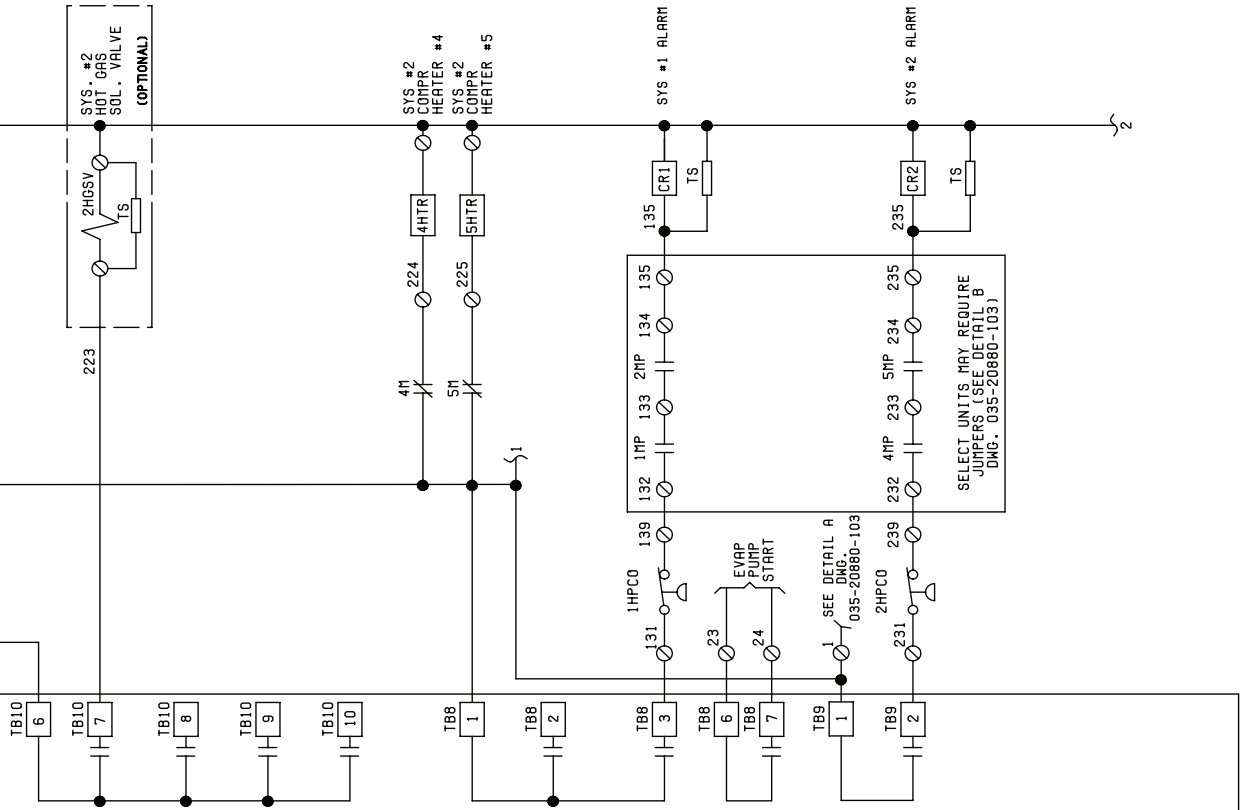 SYS. #2
HOT GAS
SOL. VALVE
(OPTIONAL)
2HGSV
TS
223
SYS #2
COMPR
HEATER #4
SYS #2
COMPR
HEATER #5
4HTR
5HTR
224
225
4M
5M
1
SYS #1 ALARM
CR1
TS
135
135
134
2MP
133
1MP
132
139
1HPCO
131
SYS #2 ALARM
CR2
TS
235
235
234
5MP
233
4MP
232
239
2HPCO
231
SELECT UNITS MAY REQUIRE
JUMPERS (SEE DETAIL B
DWG. 035-20880-103)
2
EVAP
PUMP
START
23
24
SEE DETAIL A
DWG.
035-20880-103
1
TB10
6
TB10
7
TB10
8
TB10
9
TB10
10
TB8
1
TB8
2
TB8
3
TB8
6
TB8
7
TB9
1
TB9
2